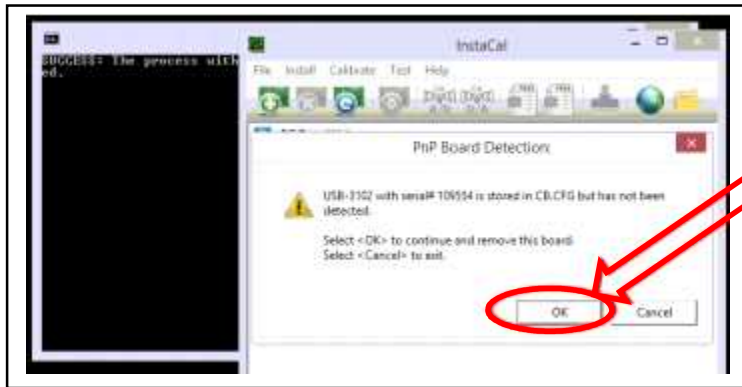 InstaCal
SUCCESS: The process with
ed.
File Install Calibrate Test Help
PnP Board Detection
USB-3102 with serial# 109554 is stored in CB.CFG but has not been
detected.
Select <OK> to continue and remove this board.
Select <Cancel> to exit.
OK Cancel